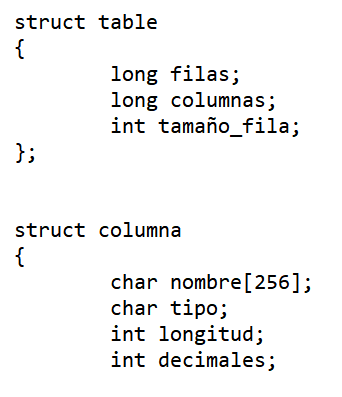 struct table
{
long filas;
long columnas;
int tamaño_fila;
};
struct columna
{
char nombre[256];
char tipo;
int longitud;
int decimales;